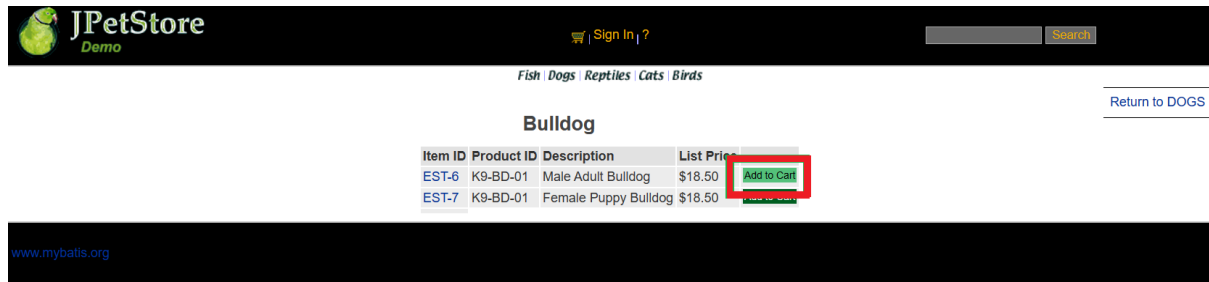 JPetStore
Demo
Sign In | ?
Search
Fish | Dogs | Reptiles | Cats | Birds
Return to DOGS
Bulldog
Item ID Product ID Description List Price
EST-6 K9-BD-01 Male Adult Bulldog $18.50 Add to Cart
EST-7 K9-BD-01 Female Puppy Bulldog $18.50
www.mybatis.org